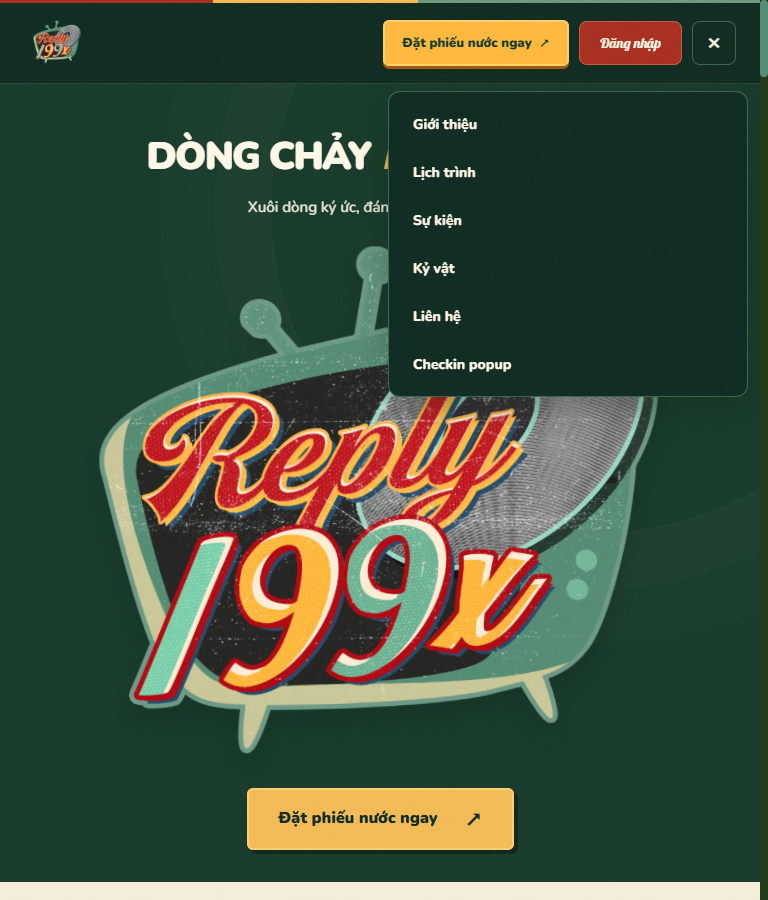 Reply
199x
Đặt phiếu nước ngay ↗
Đăng nhập
✕
Giới thiệu
Lịch trình
Sự kiện
Kỷ vật
Liên hệ
Checkin popup
DÒNG CHẢY
Xuôi dòng ký ức, đán
Reply
199x
Đặt phiếu nước ngay ↗